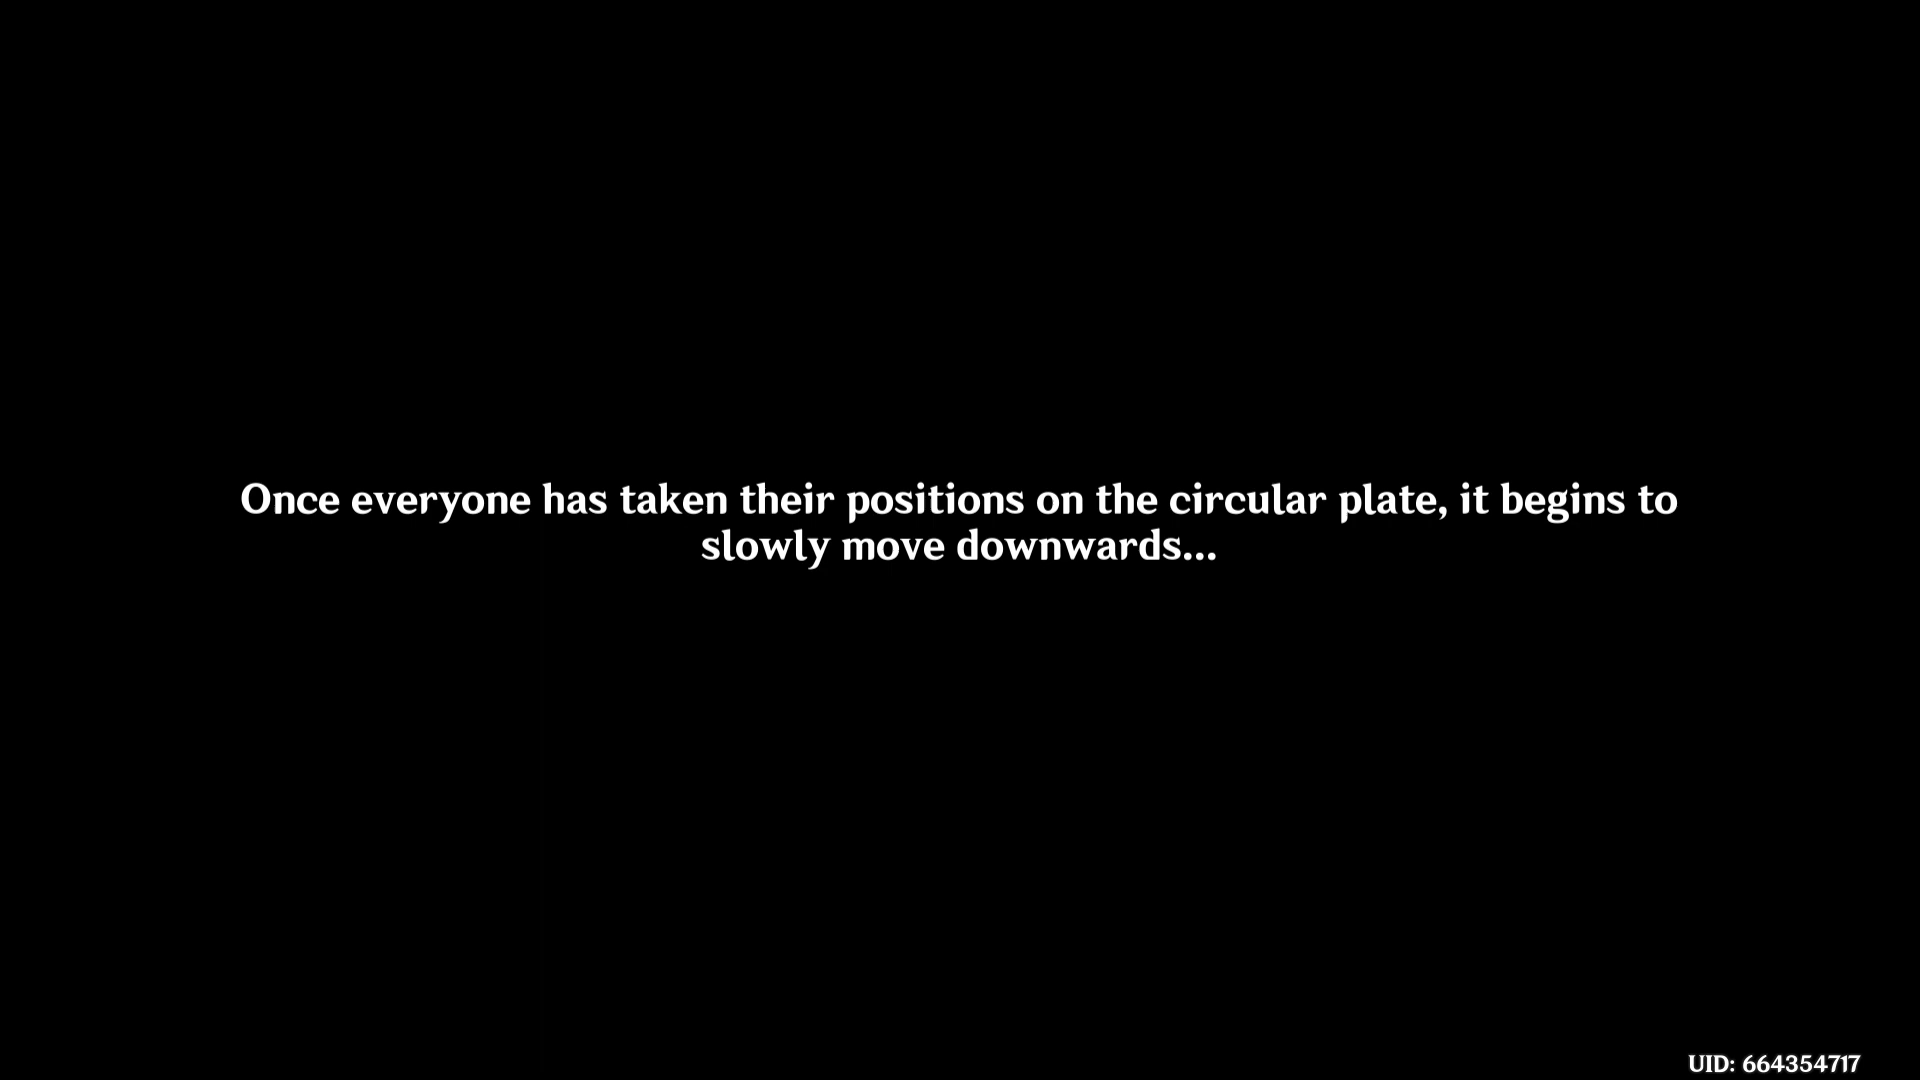 Once everyone has taken their positions on the circular plate, it begins to
slowly move downwards...
UID: 664354717